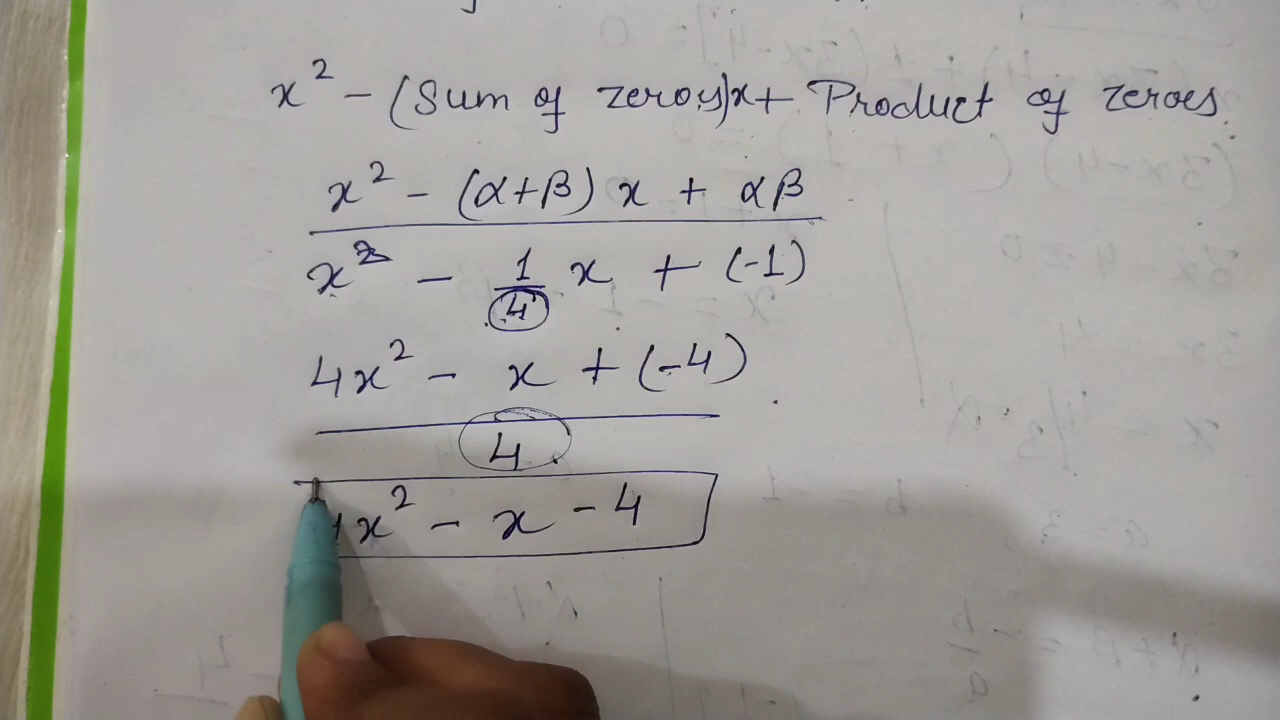 x² - (Sum of zeroes)x + Product of zeroes
x² - (α+β) x + αβ
x² - 1/4 x + (-1)
4x² - x + (-4)
4
4x² - x - 4